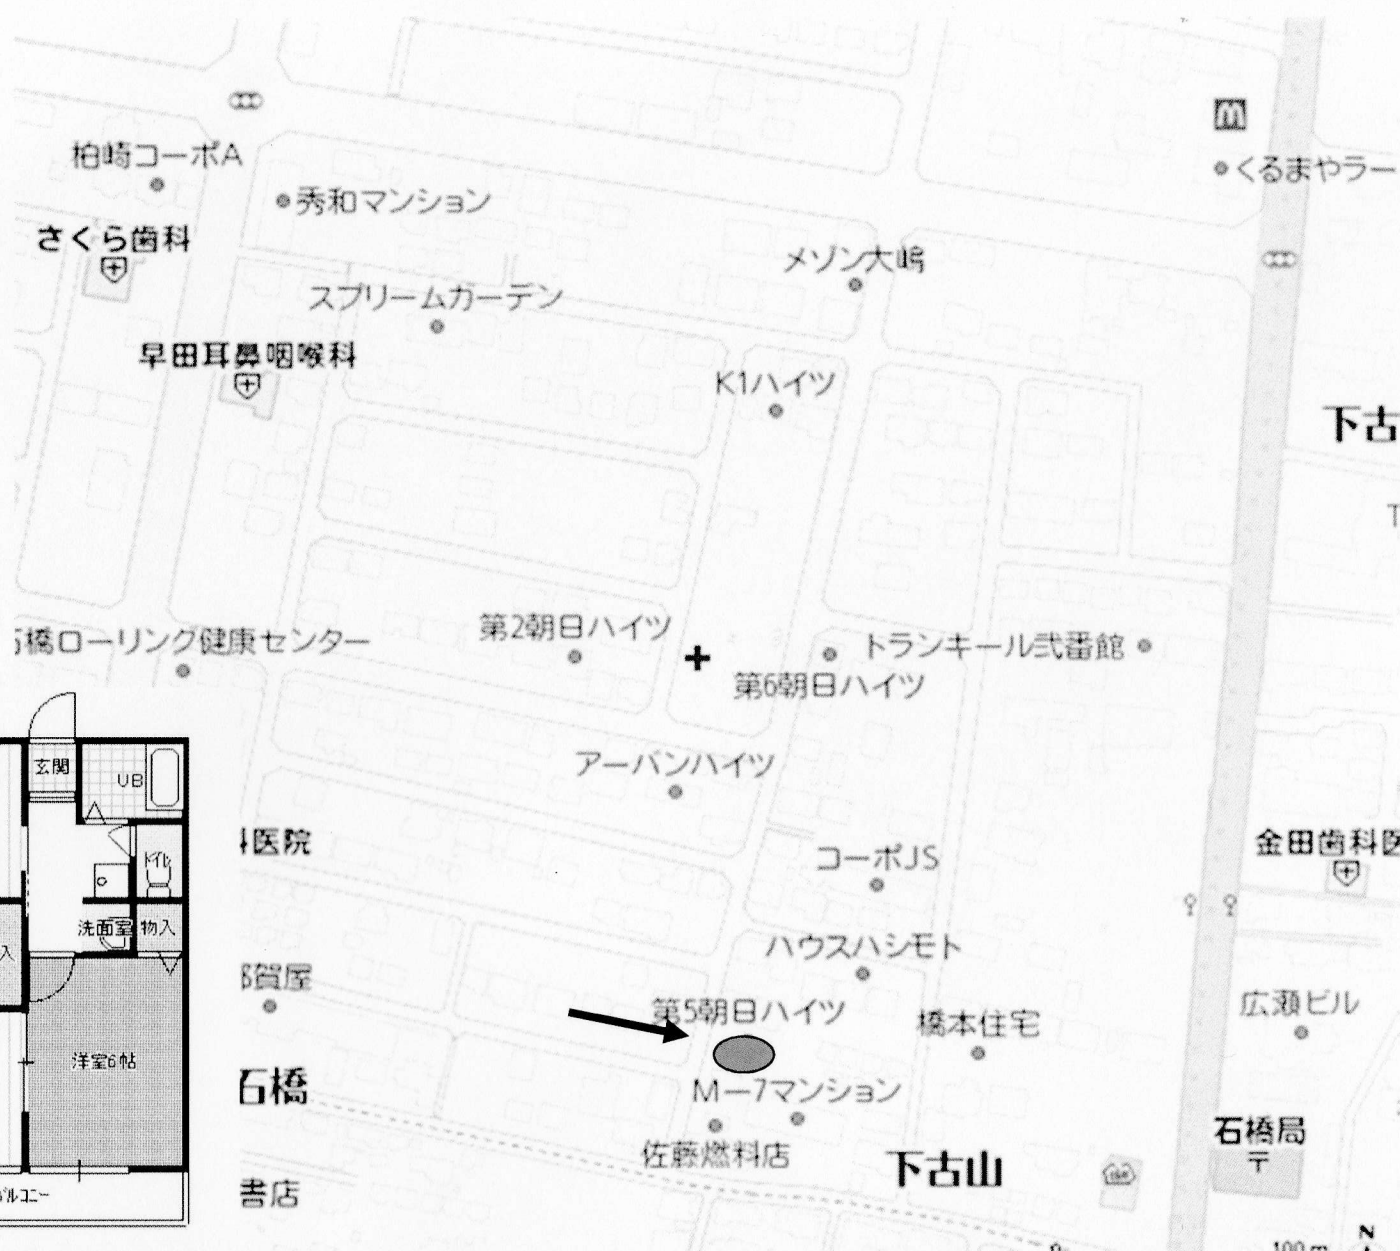 柏崎コーポA
くるまやラー
秀和マンション
さくら歯科
メゾン大嶋
スプリームガーデン
早田耳鼻咽喉科
K1ハイツ
下古
T
第2朝日ハイツ
橋ローリング健康センター
トランキール弐番館
第6朝日ハイツ
アーバンハイツ
玄関
UB
医院
金田歯科医
トイレ
コーポJS
洗面室
物入
入
ハウスハシモト
賀屋
第5朝日ハイツ
広瀬ビル
橋本住宅
洋室6帖
石橋
M-7マンション
石橋局
〒
佐藤燃料店
下古山
バルコニー
書店
N
100m